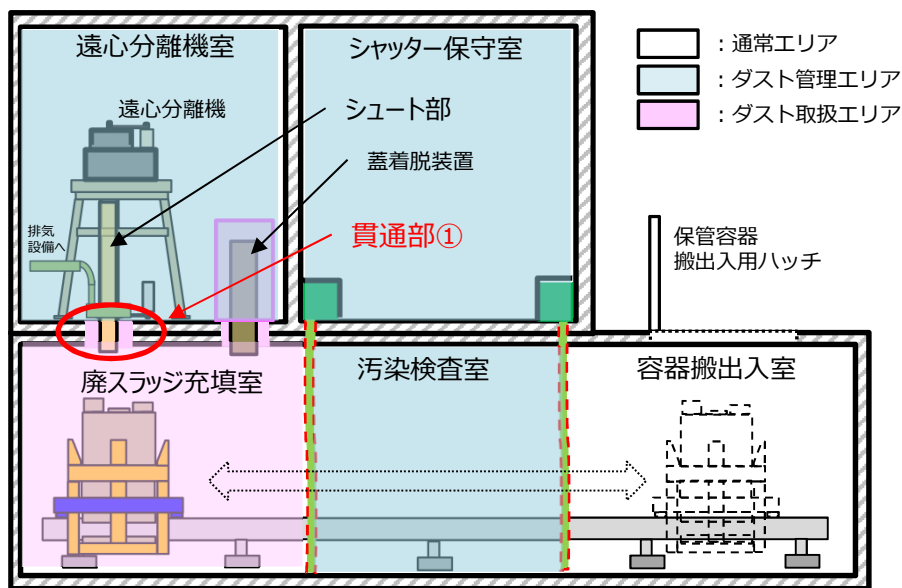 遠心分離機室
シャッター保守室
：通常エリア
：ダスト管理エリア
：ダスト取扱エリア
遠心分離機
シュート部
蓋着脱装置
排気
設備へ
貫通部①
保管容器
搬出入用ハッチ
廃スラッジ充填室
汚染検査室
容器搬出入室